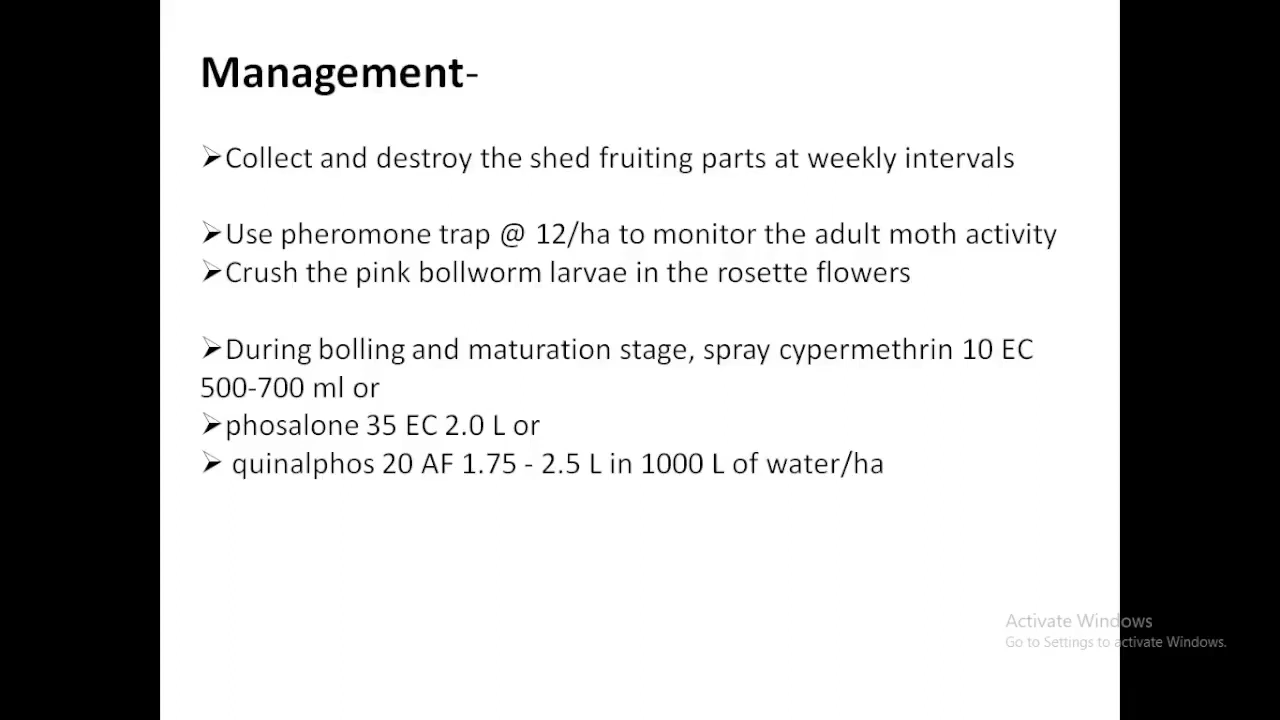 Management-
➢Collect and destroy the shed fruiting parts at weekly intervals
➢Use pheromone trap @ 12/ha to monitor the adult moth activity
➢Crush the pink bollworm larvae in the rosette flowers
➢During bolling and maturation stage, spray cypermethrin 10 EC
500-700 ml or
➢phosalone 35 EC 2.0 L or
➢ quinalphos 20 AF 1.75 - 2.5 L in 1000 L of water/ha
Activate Windows
Go to Settings to activate Windows.